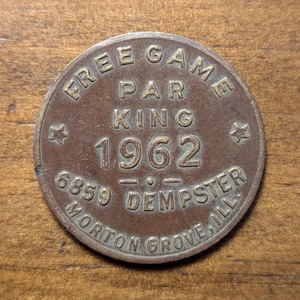 FREE GAME
PAR
KING
1962
6859 DEMPSTER
MORTON GROVE, ILL.